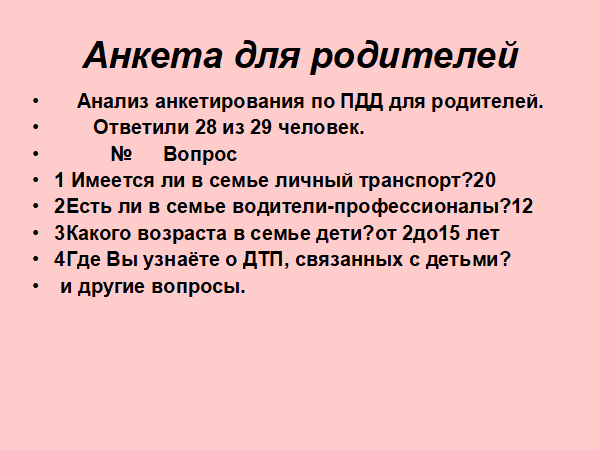 Анкета для родителей
• Анализ анкетирования по ПДД для родителей.
• Ответили 28 из 29 человек.
• № Вопрос
• 1 Имеется ли в семье личный транспорт?20
• 2Есть ли в семье водители-профессионалы?12
• 3Какого возраста в семье дети?от 2до15 лет
• 4Где Вы узнаёте о ДТП, связанных с детьми?
• и другие вопросы.